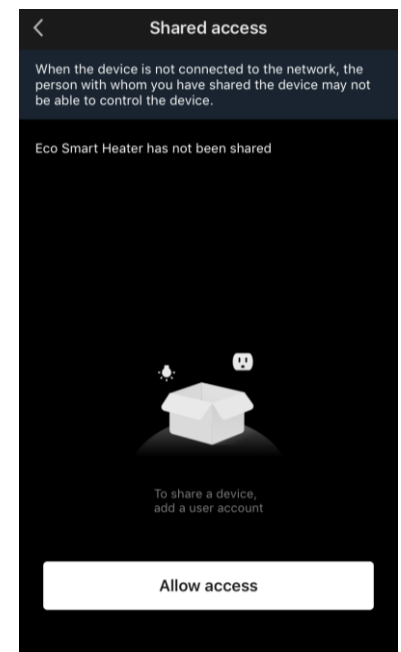 Shared access
When the device is not connected to the network, the
person with whom you have shared the device may not
be able to control the device.
Eco Smart Heater has not been shared
To share a device,
add a user account
Allow access